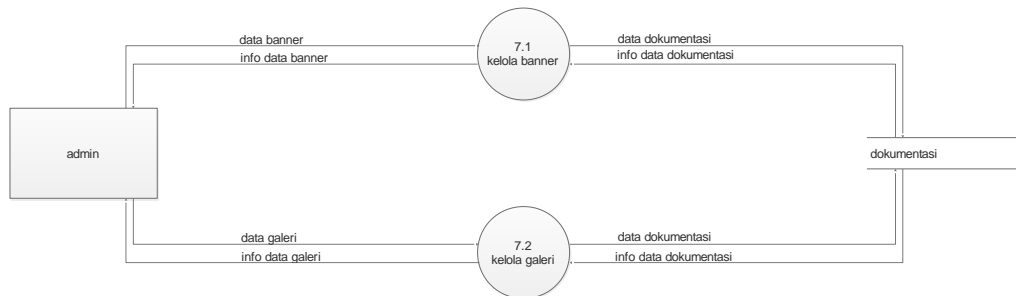 data banner
info data banner
7.1
kelola banner
data dokumentasi
info data dokumentasi
admin
dokumentasi
data galeri
info data galeri
7.2
kelola galeri
data dokumentasi
info data dokumentasi